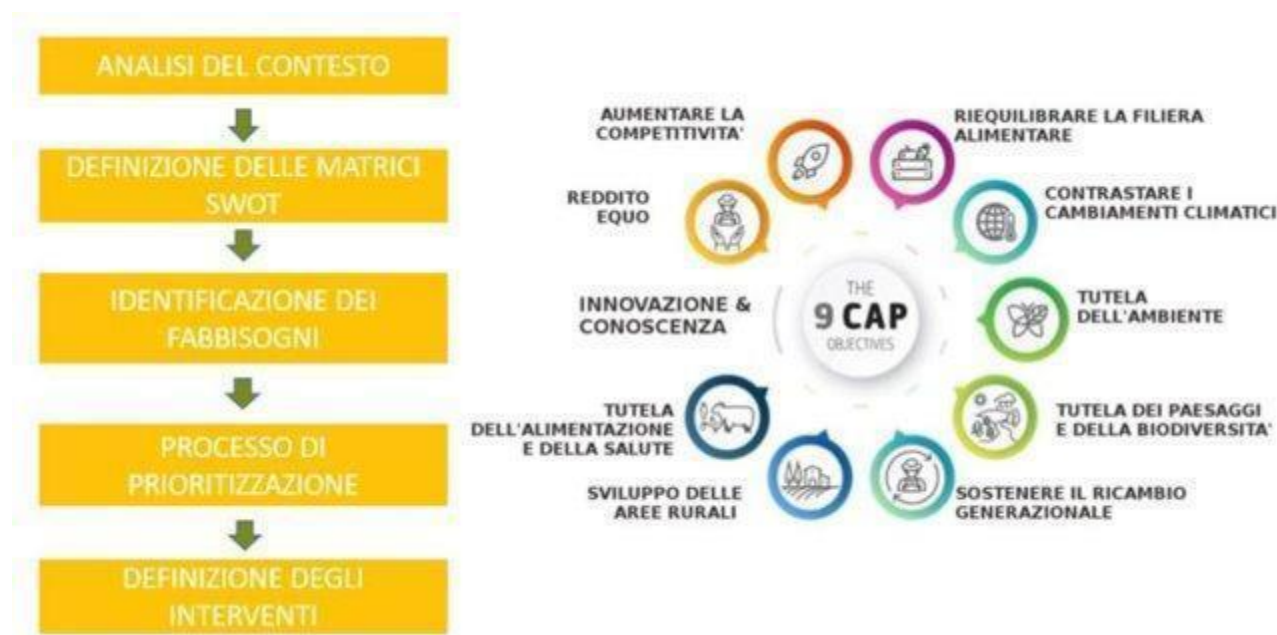 ANALISI DEL CONTESTO
DEFINIZIONE DELLE MATRICI
SWOT
IDENTIFICAZIONE DEI
FABBISOGNI
PROCESSO DI
PRIORITIZZAZIONE
DEFINIZIONE DEGLI
INTERVENTI
AUMENTARE LA
COMPETITIVITA'
RIEQUILIBRARE LA FILIERA
ALIMENTARE
REDDITO
EQUO
CONTRASTARE I
CAMBIAMENTI CLIMATICI
INNOVAZIONE &
CONOSCENZA
THE
9 CAP
OBJECTIVES
TUTELA
DELL'AMBIENTE
TUTELA
DELL'ALIMENTAZIONE
E DELLA SALUTE
TUTELA DEI PAESAGGI
E DELLA BIODIVERSITA'
SVILUPPO DELLE
AREE RURALI
SOSTENERE IL RICAMBIO
GENERAZIONALE